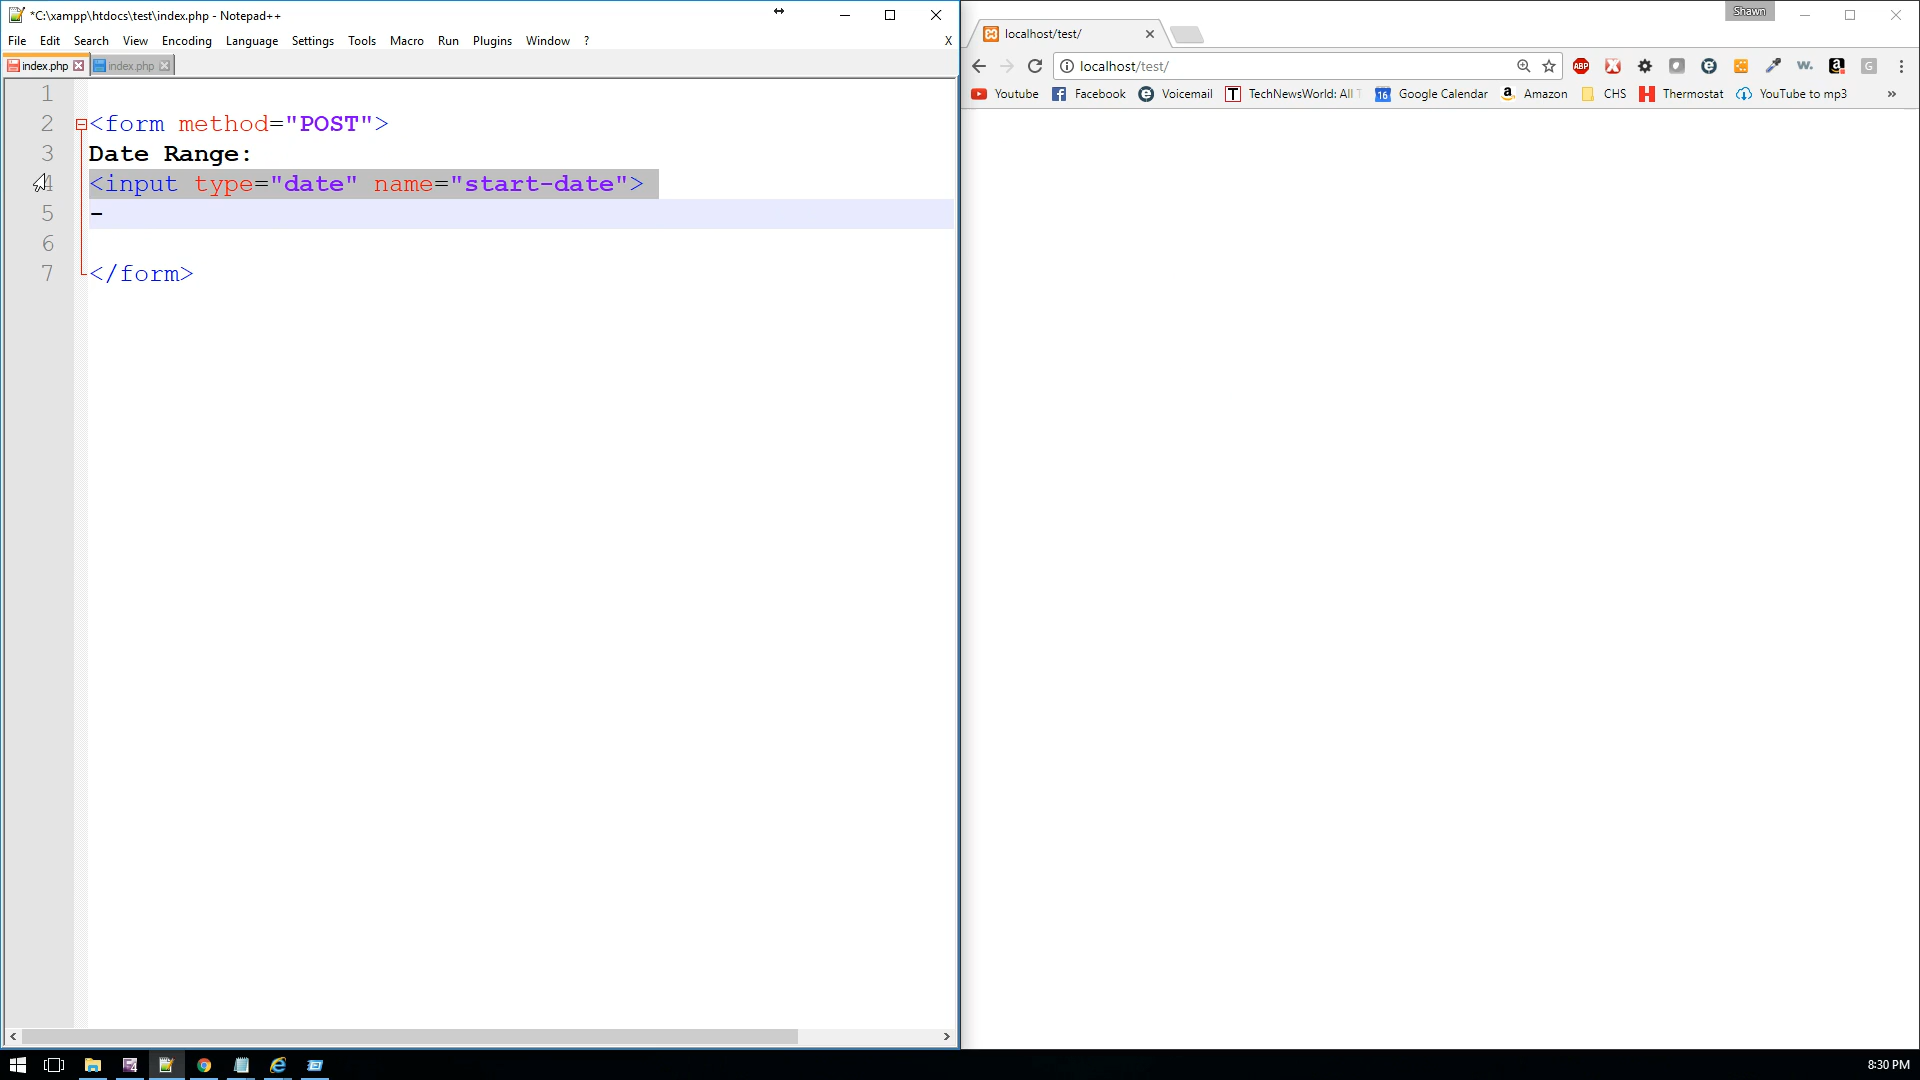 *C:\xampp\htdocs\test\index.php - Notepad++
File Edit Search View Encoding Language Settings Tools Macro Run Plugins Window ? X
index.php index.php
1
2 <form method="POST">
3 Date Range:
4 <input type="date" name="start-date">
5 -
6
7 </form>
Shawn
localhost/test/
localhost/test/
ABP W. a G
Youtube Facebook Voicemail T TechNewsWorld: All 16 Google Calendar a Amazon CHS H Thermostat YouTube to mp3 »
8:30 PM